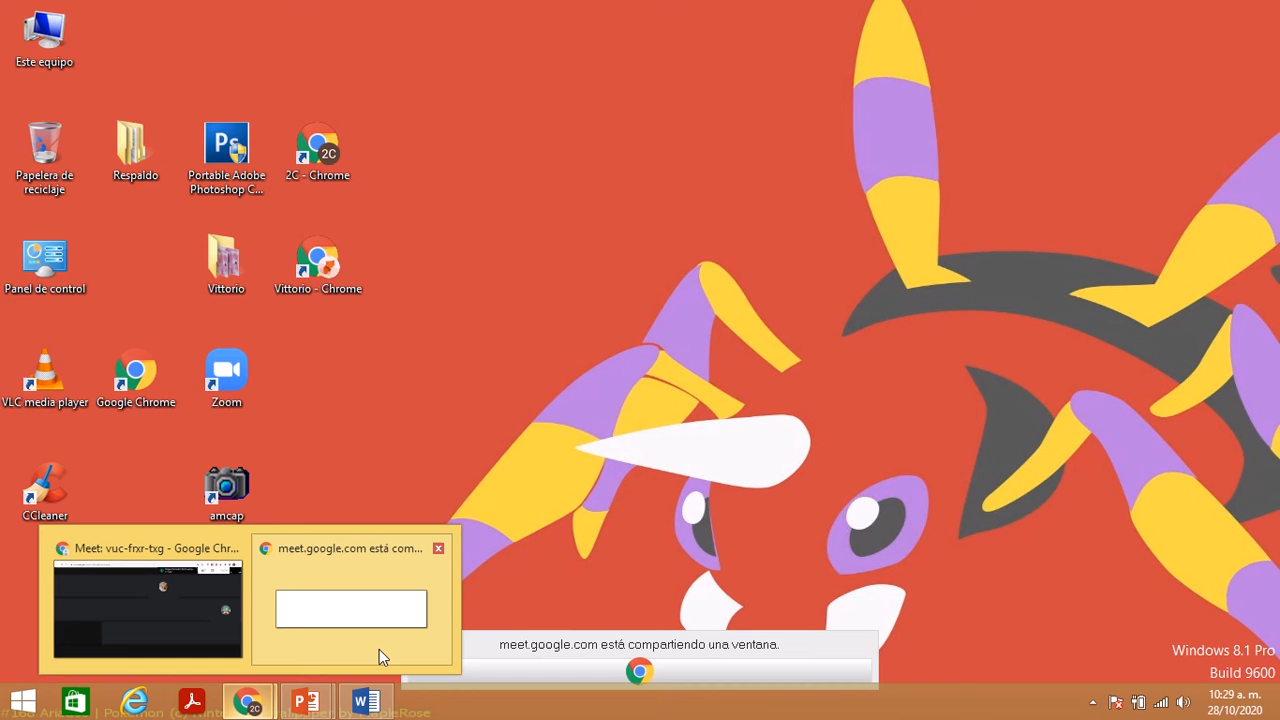 Este equipo
Papelera de
reciclaje
Respaldo
Portable Adobe
Photoshop C...
2C - Chrome
Panel de control
Vittorio
Vittorio - Chrome
VLC media player
Google Chrome
Zoom
CCleaner
amcap
Meet: vuc-frxr-txg - Google Chr...
meet.google.com está com...
meet.google.com está compartiendo una ventana.
Windows 8.1 Pro
Build 9600
10:29 a. m.
28/10/2020